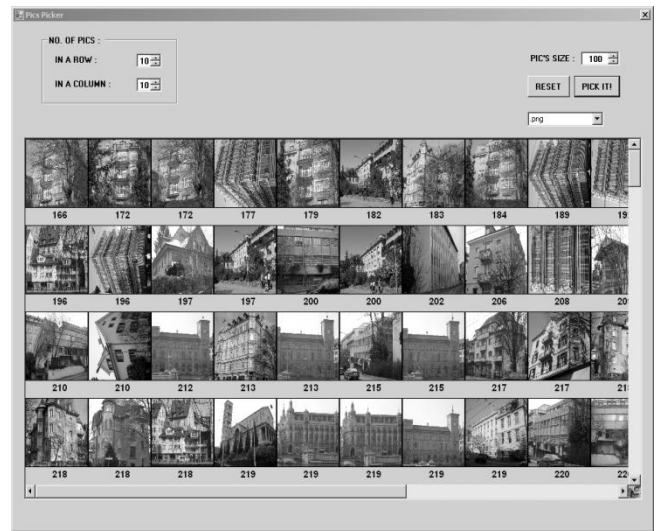 Pics Picker
NO. OF PICS :
IN A ROW : 10
IN A COLUMN : 10
PIC'S SIZE : 100
RESET PICK IT!
png
166 172 172 177 179 182 183 184 189
196 196 197 197 200 200 202 206 208
210 210 212 213 213 215 215 217 217
218 218 218 219 219 219 219 219 220